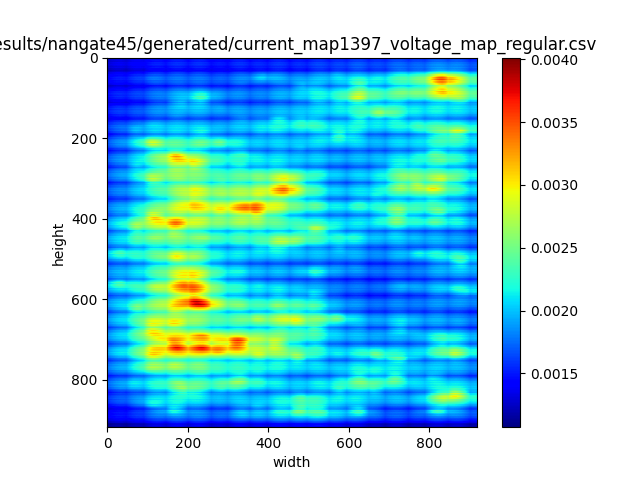 esults/nangate45/generated/current_map1397_voltage_map_regular.csv
0
200
400
600
800
height
0 200 400 600 800
width
0.0040
0.0035
0.0030
0.0025
0.0020
0.0015